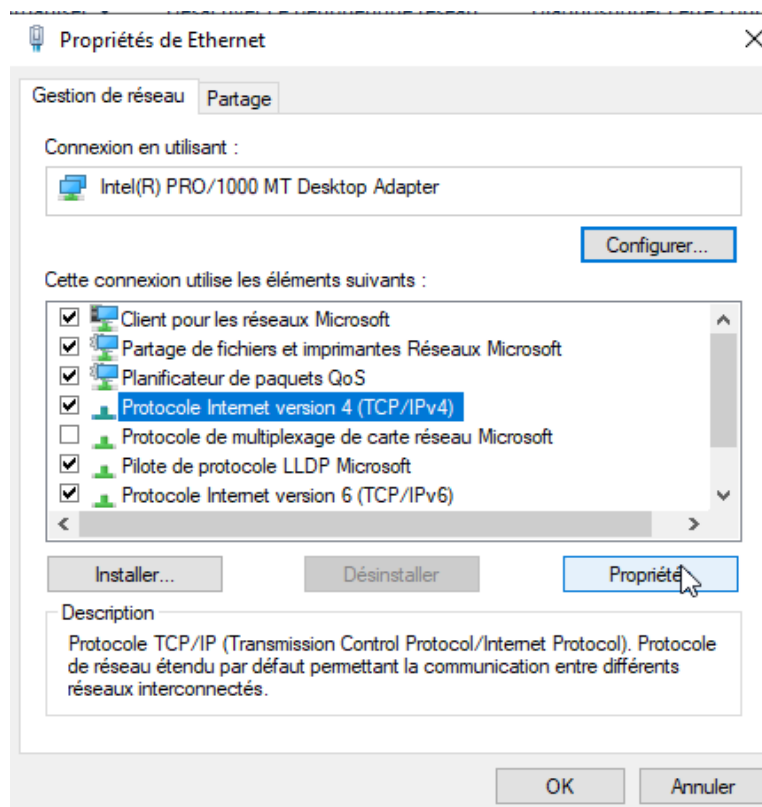 Propriétés de Ethernet
Gestion de réseau
Partage
Connexion en utilisant :
Intel(R) PRO/1000 MT Desktop Adapter
Configurer...
Cette connexion utilise les éléments suivants :
Client pour les réseaux Microsoft
Partage de fichiers et imprimantes Réseaux Microsoft
Planificateur de paquets QoS
Protocole Internet version 4 (TCP/IPv4)
Protocole de multiplexage de carte réseau Microsoft
Pilote de protocole LLDP Microsoft
Protocole Internet version 6 (TCP/IPv6)
Installer...
Désinstaller
Propriété
Description
Protocole TCP/IP (Transmission Control Protocol/Internet Protocol). Protocole
de réseau étendu par défaut permettant la communication entre différents
réseaux interconnectés.
OK
Annuler